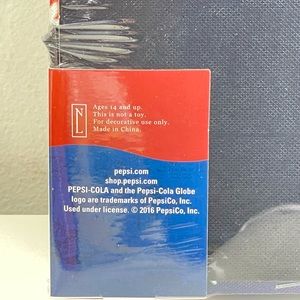 Ages 14 and up.
This is not a toy.
For decorative use only.
Made in China.
pepsi.com
shop.pepsi.com
PEPSI-COLA and the Pepsi-Cola Globe
logo are trademarks of PepsiCo, Inc.
Used under license. © 2016 PepsiCo, Inc.